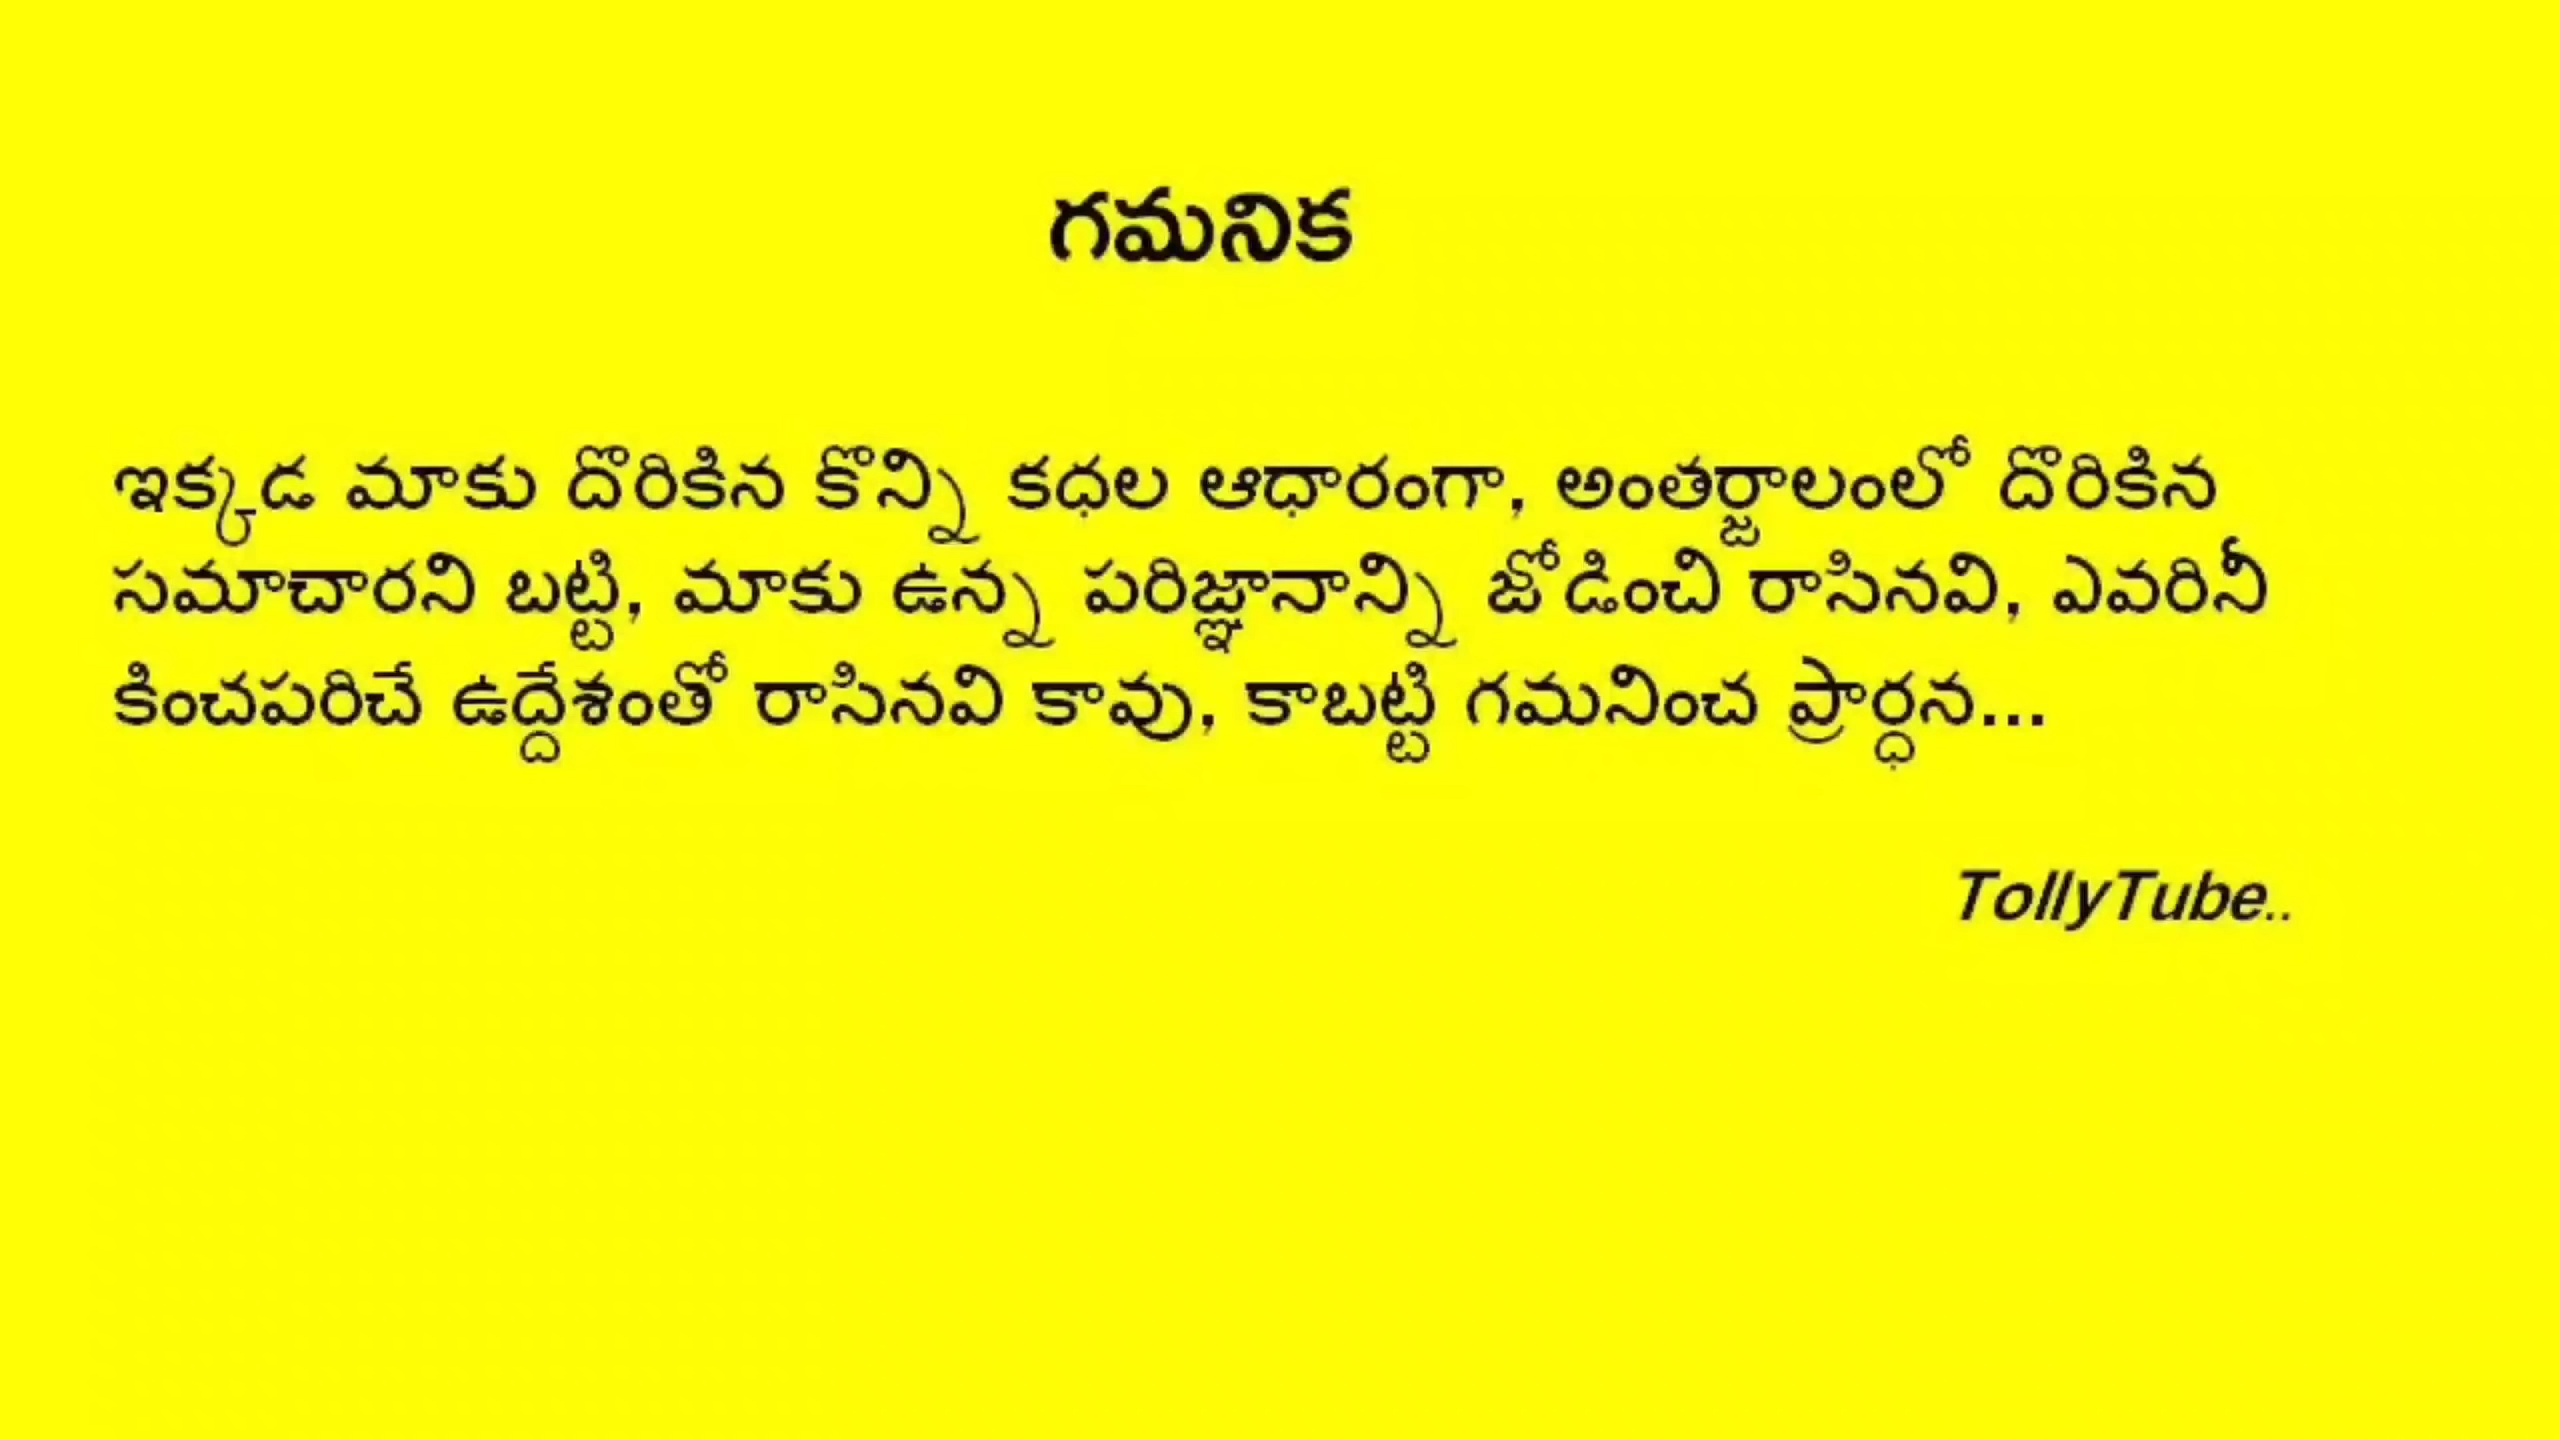 గమనిక
ఇక్కడ మాకు దొరికిన కొన్ని కధల ఆధారంగా, అంతర్జాలంలో దొరికిన
సమాచారని బట్టి, మాకు ఉన్న పరిజ్ఞానాన్ని జోడించి రాసినవి, ఎవరినీ
కించపరిచే ఉద్దేశంతో రాసినవి కావు, కాబట్టి గమనించ ప్రార్ధన...
TollyTube..